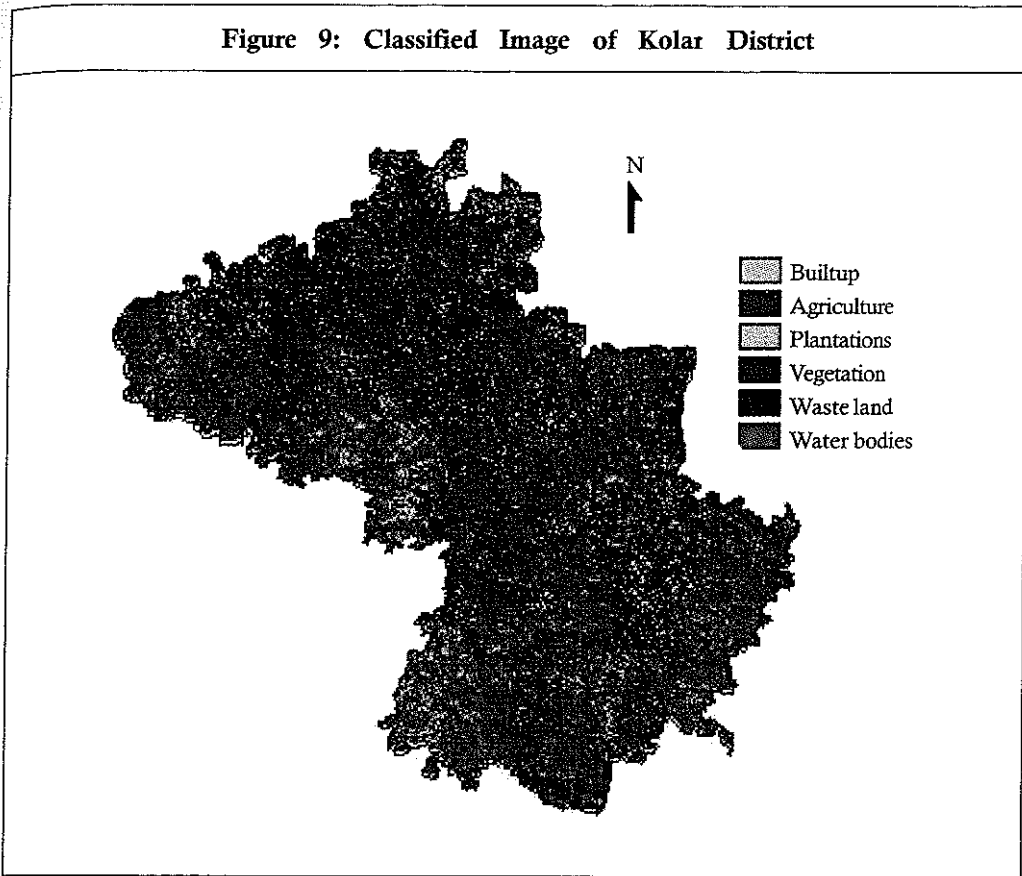 Figure 9: Classified Image of Kolar District
N
Builtup
Agriculture
Plantations
Vegetation
Waste land
Water bodies